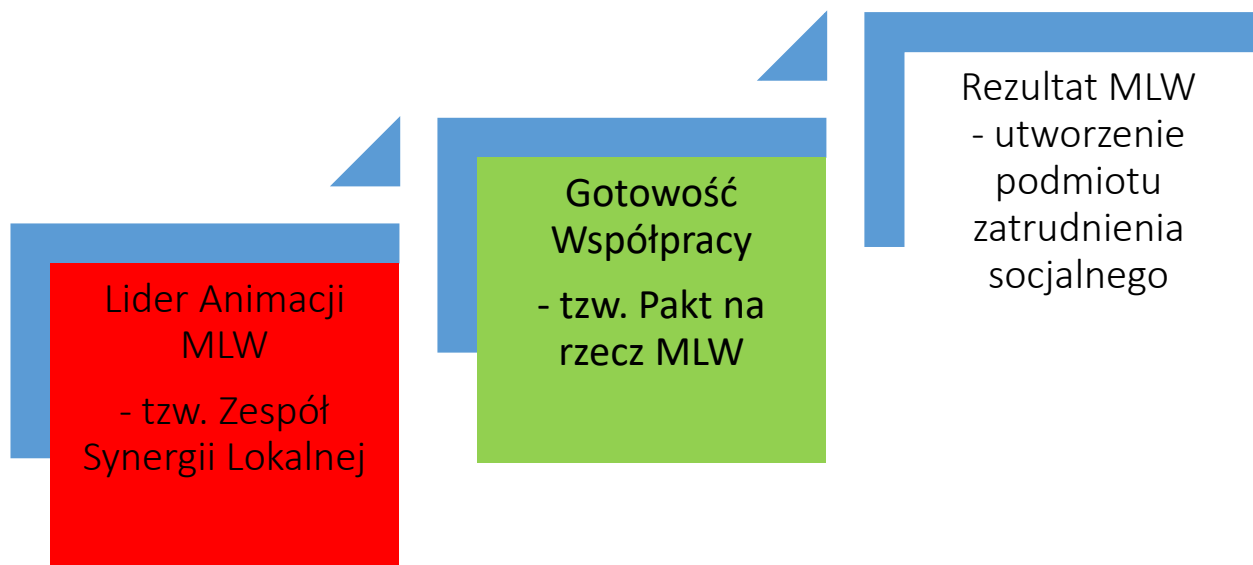 Lider Animacji
MLW
- tzw. Zespół
Synergii Lokalnej
Gotowość
Współpracy
- tzw. Pakt na
rzecz MLW
Rezultat MLW
- utworzenie
podmiotu
zatrudnienia
socjalnego